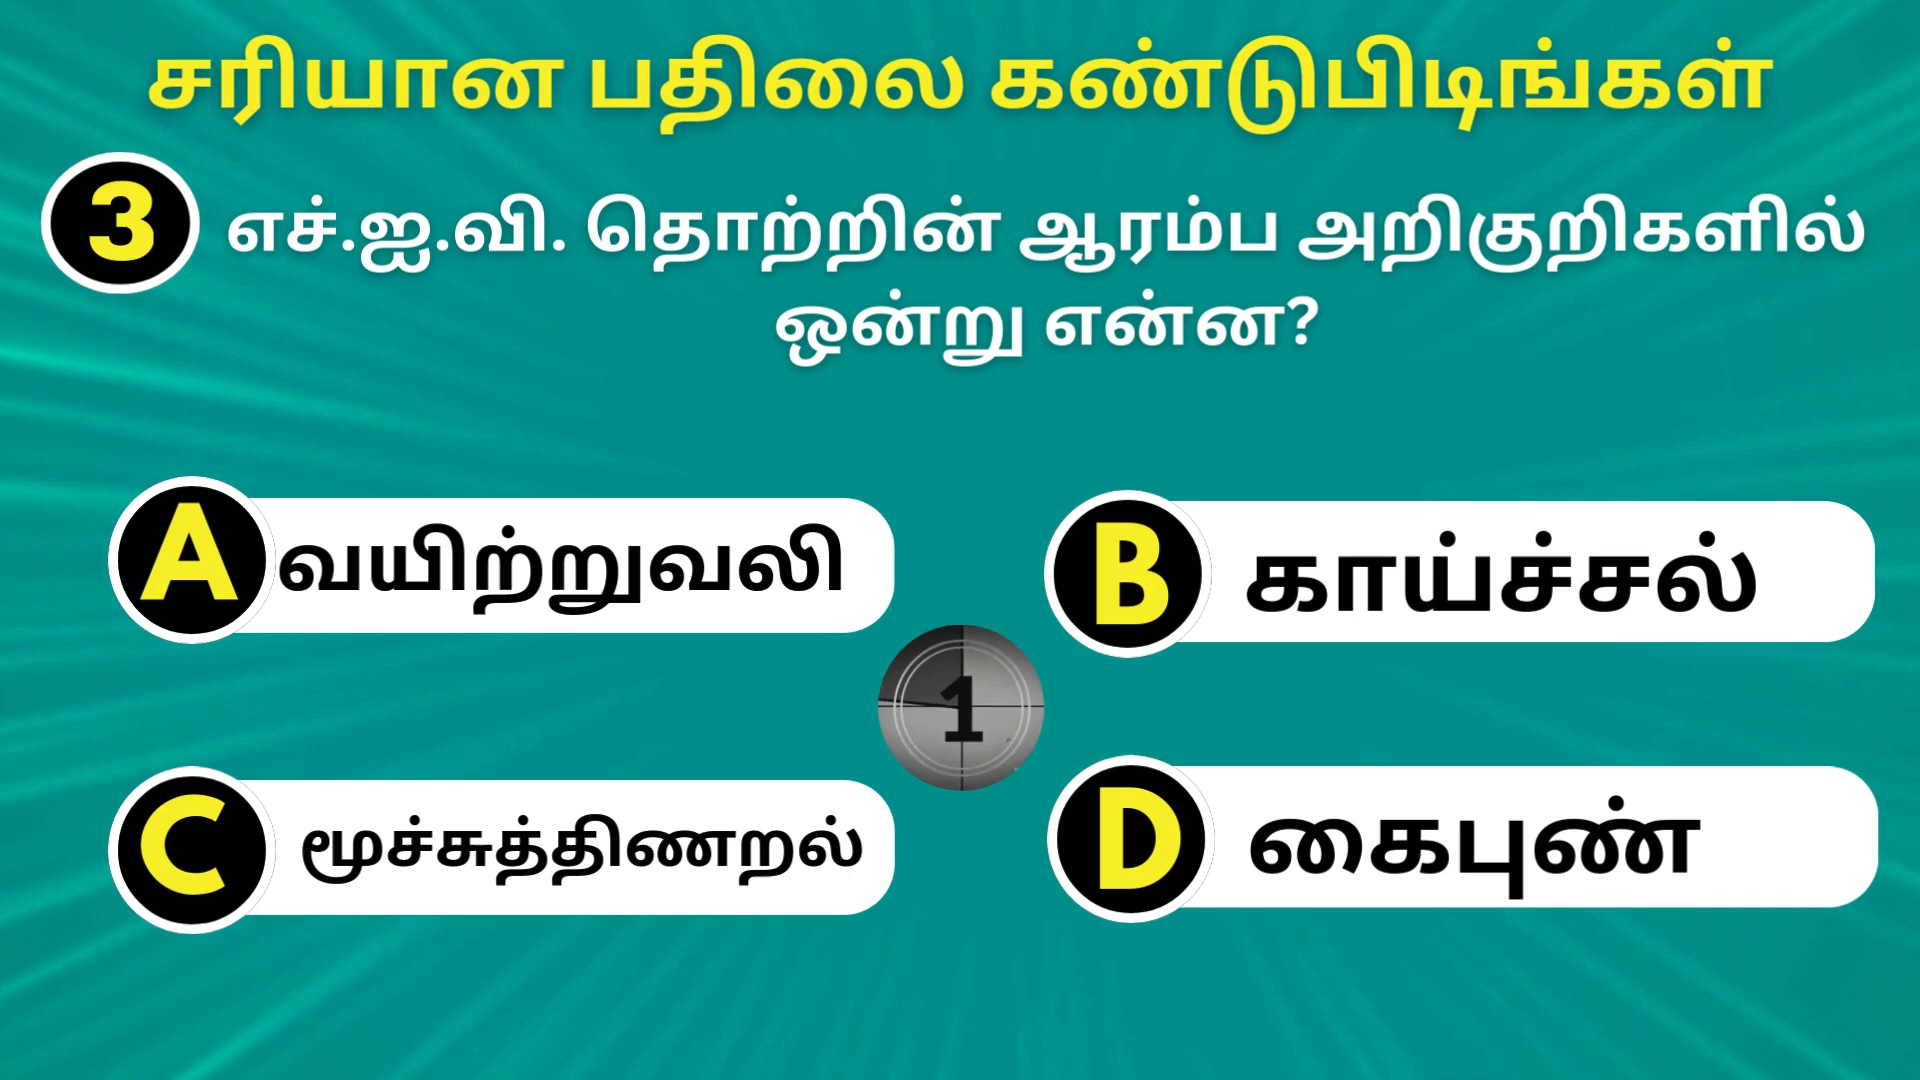 சரியான பதிலை கண்டுபிடிங்கள்
3
எச்.ஐ.வி. தொற்றின் ஆரம்ப அறிகுறிகளில்
ஒன்று என்ன?
A வயிற்றுவலி
B காய்ச்சல்
1
C மூச்சுத்திணறல்
D கைபுண்